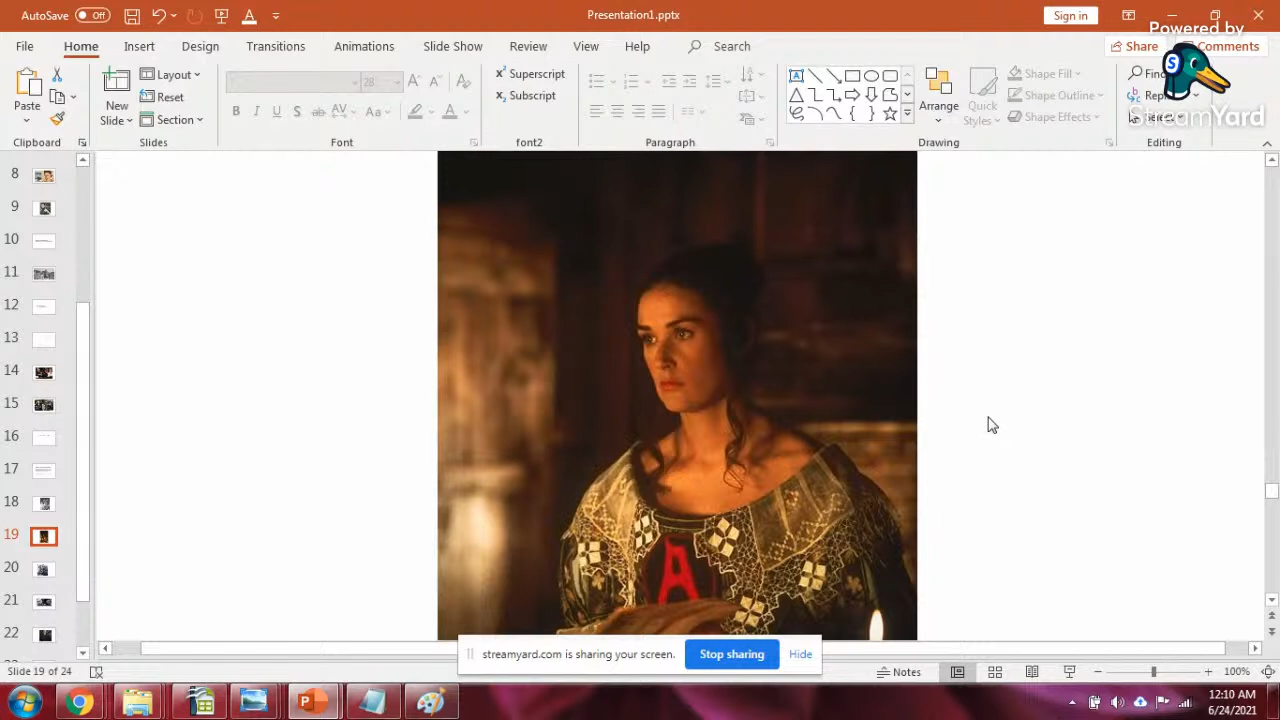 AutoSave Off Presentation1.pptx Sign in
Powered by
File Home Insert Design Transitions Animations Slide Show Review View Help Search Share Comments
Paste
New
Slide
Layout
Reset
Section
28
Superscript
Subscript
Arrange
Quick
Styles
Shape Fill
Shape Outline
Shape Effects
StreamYard
Clipboard Slides Font font2 Paragraph Drawing Editing
8
9
10
11
12
13
14
15
16
17
18
19
20
21
22
A
streamyard.com is sharing your screen. Stop sharing Hide
Slide 19 of 24 Notes 100%
12:10 AM
6/24/2021